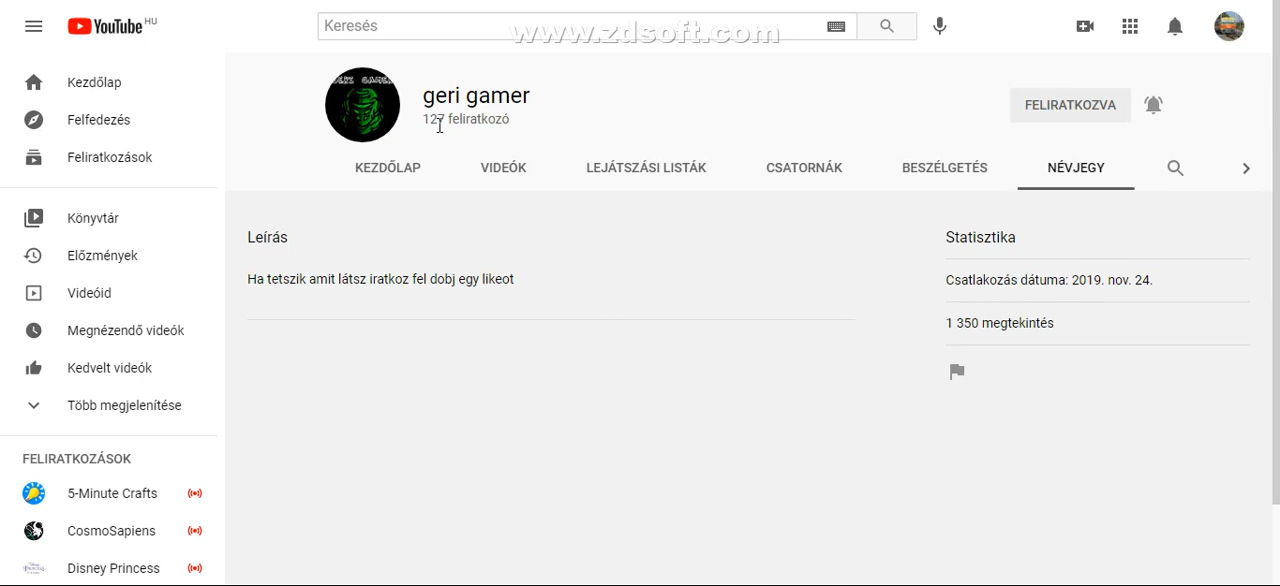 YouTube HU
Keresés
www.zdsoft.com
Kezdőlap
Felfedezés
Feliratkozások
Könyvtár
Előzmények
Videóid
Megnézendő videók
Kedvelt videók
Több megjelenítése
FELIRATKOZÁSOK
5-Minute Crafts
CosmoSapiens
Disney Princess
GERI GAMER
geri gamer
127 feliratkozó
FELIRATKOZVA
KEZDŐLAP VIDEÓK LEJÁTSZÁSI LISTÁK CSATORNÁK BESZÉLGETÉS NÉVJEGY
Leírás
Ha tetszik amit látsz iratkoz fel dobj egy likeot
Statisztika
Csatlakozás dátuma: 2019. nov. 24.
1 350 megtekintés